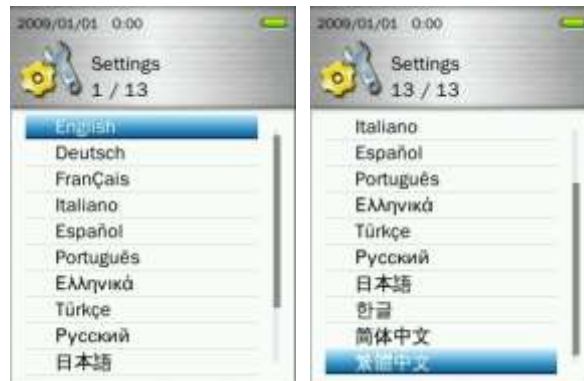 2009/01/01 0:00
Settings
1 / 13
English
Deutsch
FranÇais
Italiano
Español
Português
Ελληνικά
Türkçe
Русский
日本語
2009/01/01 0:00
Settings
13 / 13
Italiano
Español
Português
Ελληνικά
Türkçe
Русский
日本語
한글
简体中文
繁體中文